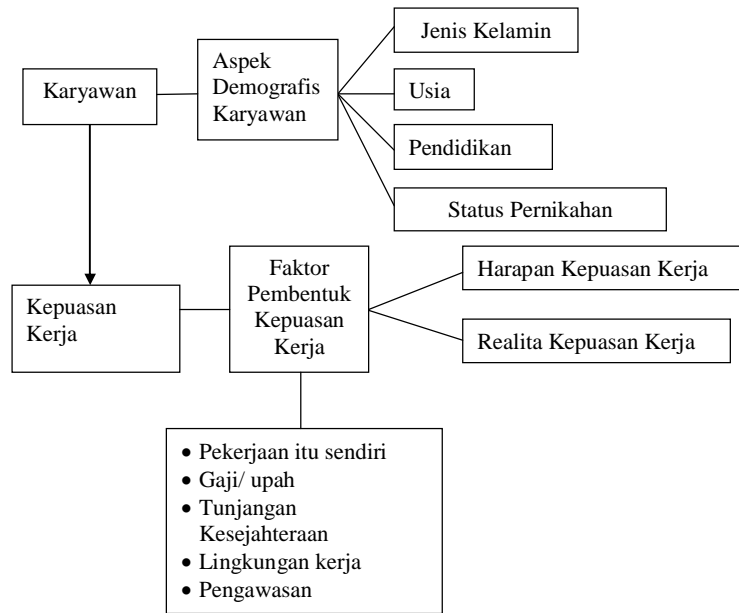 Jenis Kelamin
Karyawan
Aspek
Demografis
Karyawan
Usia
Pendidikan
Status Pernikahan
Kepuasan
Kerja
Faktor
Pembentuk
Kepuasan
Kerja
Harapan Kepuasan Kerja
Realita Kepuasan Kerja
• Pekerjaan itu sendiri
• Gaji/ upah
• Tunjangan
Kesejahteraan
• Lingkungan kerja
• Pengawasan